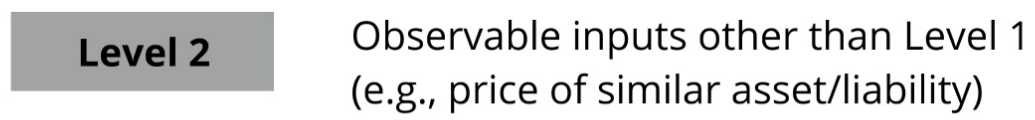 Level 2
Observable inputs other than Level 1
(e.g., price of similar asset/liability)